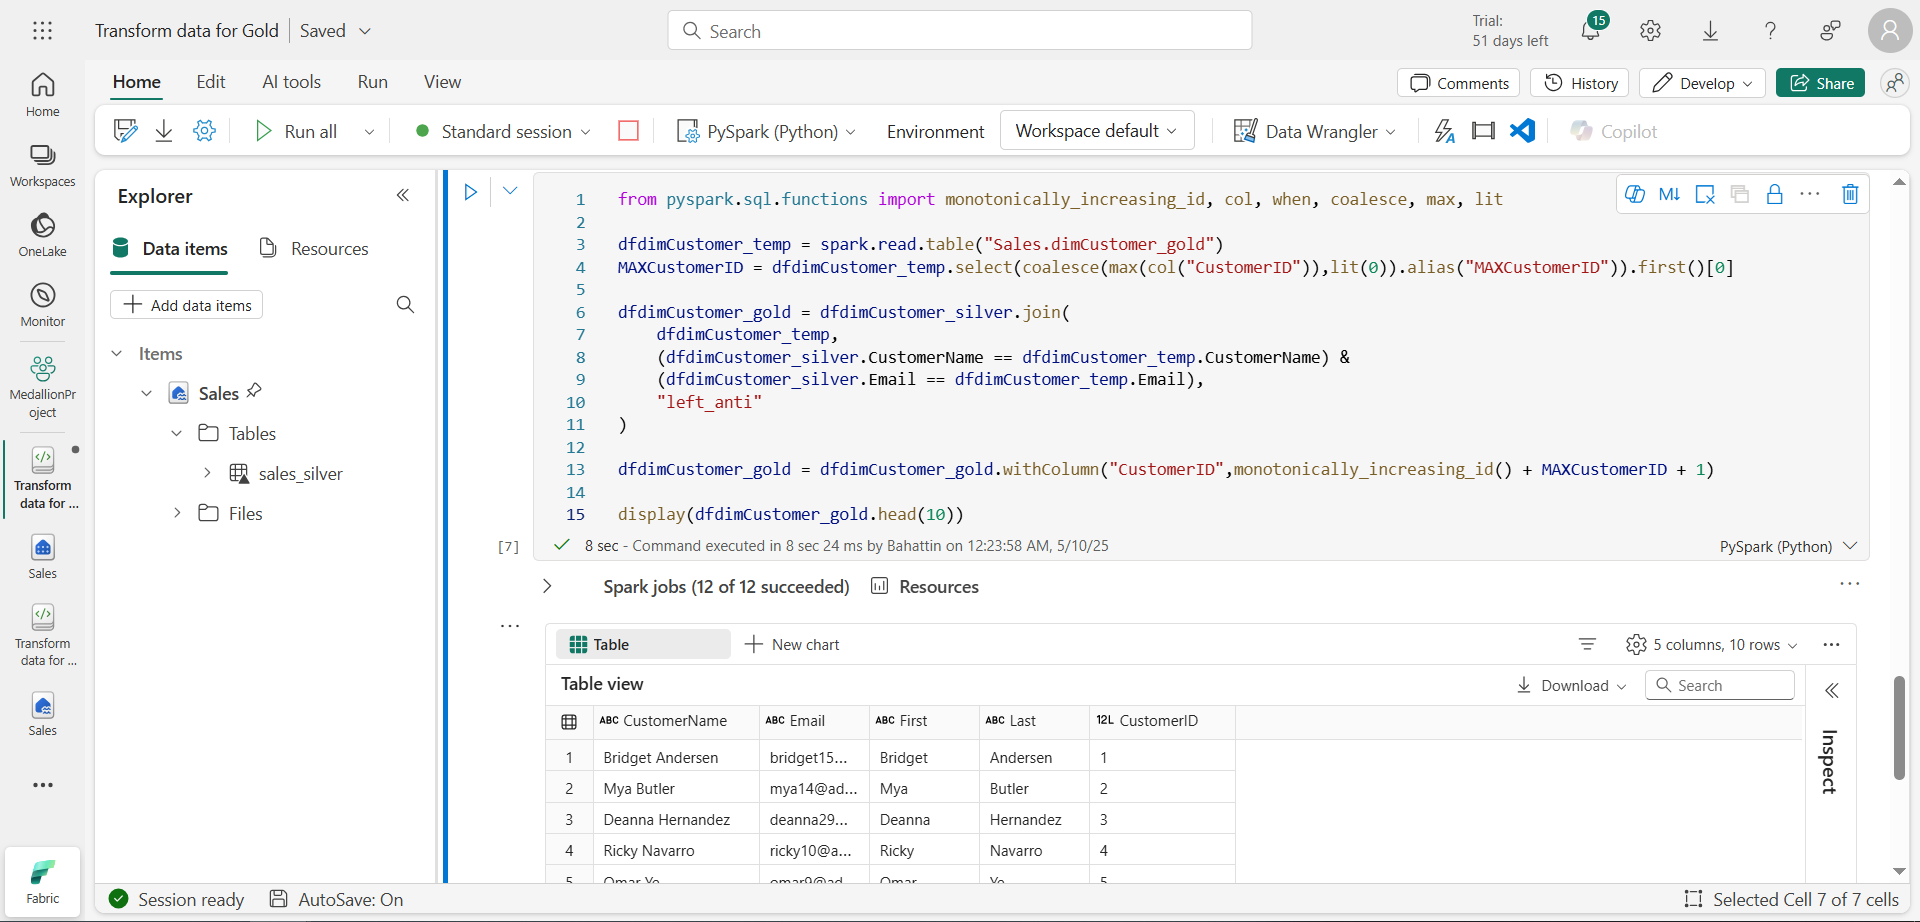 Transform data for Gold Saved
Search
Trial:
51 days left
15
Home Edit AI tools Run View
Comments History Develop Share
Run all Standard session PySpark (Python) Environment Workspace default Data Wrangler Copilot
Home
Workspaces
OneLake
Monitor
MedallionPr
oject
Transform
data for ...
Sales
Transform
data for ...
Sales
Fabric
Explorer
Data items Resources
Add data items
Items
Sales
Tables
sales_silver
Files
M↓
1 from pyspark.sql.functions import monotonically_increasing_id, col, when, coalesce, max, lit
2
3 dfdimCustomer_temp = spark.read.table("Sales.dimCustomer_gold")
4 MAXCustomerID = dfdimCustomer_temp.select(coalesce(max(col("CustomerID")),lit(0)).alias("MAXCustomerID")).first()[0]
5
6 dfdimCustomer_gold = dfdimCustomer_silver.join(
7 dfdimCustomer_temp,
8 (dfdimCustomer_silver.CustomerName == dfdimCustomer_temp.CustomerName) &
9 (dfdimCustomer_silver.Email == dfdimCustomer_temp.Email),
10 "left_anti"
11 )
12
13 dfdimCustomer_gold = dfdimCustomer_gold.withColumn("CustomerID",monotonically_increasing_id() + MAXCustomerID + 1)
14
15 display(dfdimCustomer_gold.head(10))
[7] 8 sec - Command executed in 8 sec 24 ms by Bahattin on 12:23:58 AM, 5/10/25 PySpark (Python)
Spark jobs (12 of 12 succeeded) Resources
Table New chart 5 columns, 10 rows
Table view Download Search
ABC CustomerName ABC Email ABC First ABC Last 12L CustomerID
1 Bridget Andersen bridget15... Bridget Andersen 1
2 Mya Butler mya14@ad... Mya Butler 2
3 Deanna Hernandez deanna29... Deanna Hernandez 3
4 Ricky Navarro ricky10@a... Ricky Navarro 4
5 Omar Ye omar9@ad... Omar Ye 5
Inspect
Session ready AutoSave: On Selected Cell 7 of 7 cells